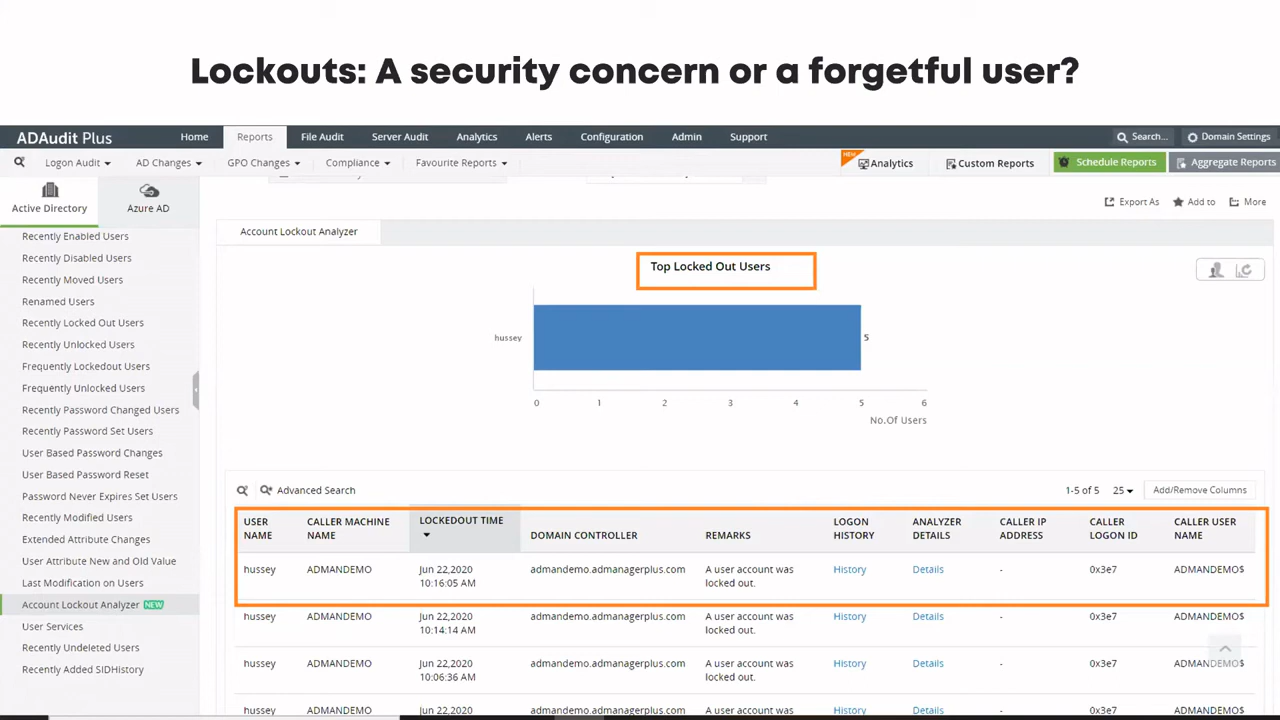 Lockouts: A security concern or a forgetful user?
ADAudit Plus
Home Reports File Audit Server Audit Analytics Alerts Configuration Admin Support Search... Domain Settings
Logon Audit AD Changes GPO Changes Compliance Favourite Reports NEW Analytics Custom Reports Schedule Reports Aggregate Reports
Active Directory Azure AD
Export As Add to More
Account Lockout Analyzer
Recently Enabled Users
Recently Disabled Users
Recently Moved Users
Renamed Users
Recently Locked Out Users
Recently Unlocked Users
Frequently Lockedout Users
Frequently Unlocked Users
Recently Password Changed Users
Recently Password Set Users
User Based Password Changes
User Based Password Reset
Password Never Expires Set Users
Recently Modified Users
Extended Attribute Changes
User Attribute New and Old Value
Last Modification on Users
Account Lockout Analyzer NEW
User Services
Recently Undeleted Users
Recently Added SIDHistory
Top Locked Out Users
hussey 5
0 1 2 3 4 5 6
No.Of Users
Advanced Search 1-5 of 5 25 Add/Remove Columns
USER NAME CALLER MACHINE NAME LOCKEDOUT TIME DOMAIN CONTROLLER REMARKS LOGON HISTORY ANALYZER DETAILS CALLER IP ADDRESS CALLER LOGON ID CALLER USER NAME
hussey ADMANDEMO Jun 22,2020 10:16:05 AM admandemo.admanagerplus.com A user account was locked out. History Details - 0x3e7 ADMANDEMO$
hussey ADMANDEMO Jun 22,2020 10:14:14 AM admandemo.admanagerplus.com A user account was locked out. History Details - 0x3e7 ADMANDEMO$
hussey ADMANDEMO Jun 22,2020 10:06:36 AM admandemo.admanagerplus.com A user account was locked out. History Details - 0x3e7 ADMANDEMO$
hussey ADMANDEMO Jun 22,2020 admandemo.admanagerplus.com A user account was History Details - 0x3e7 ADMANDEMO$